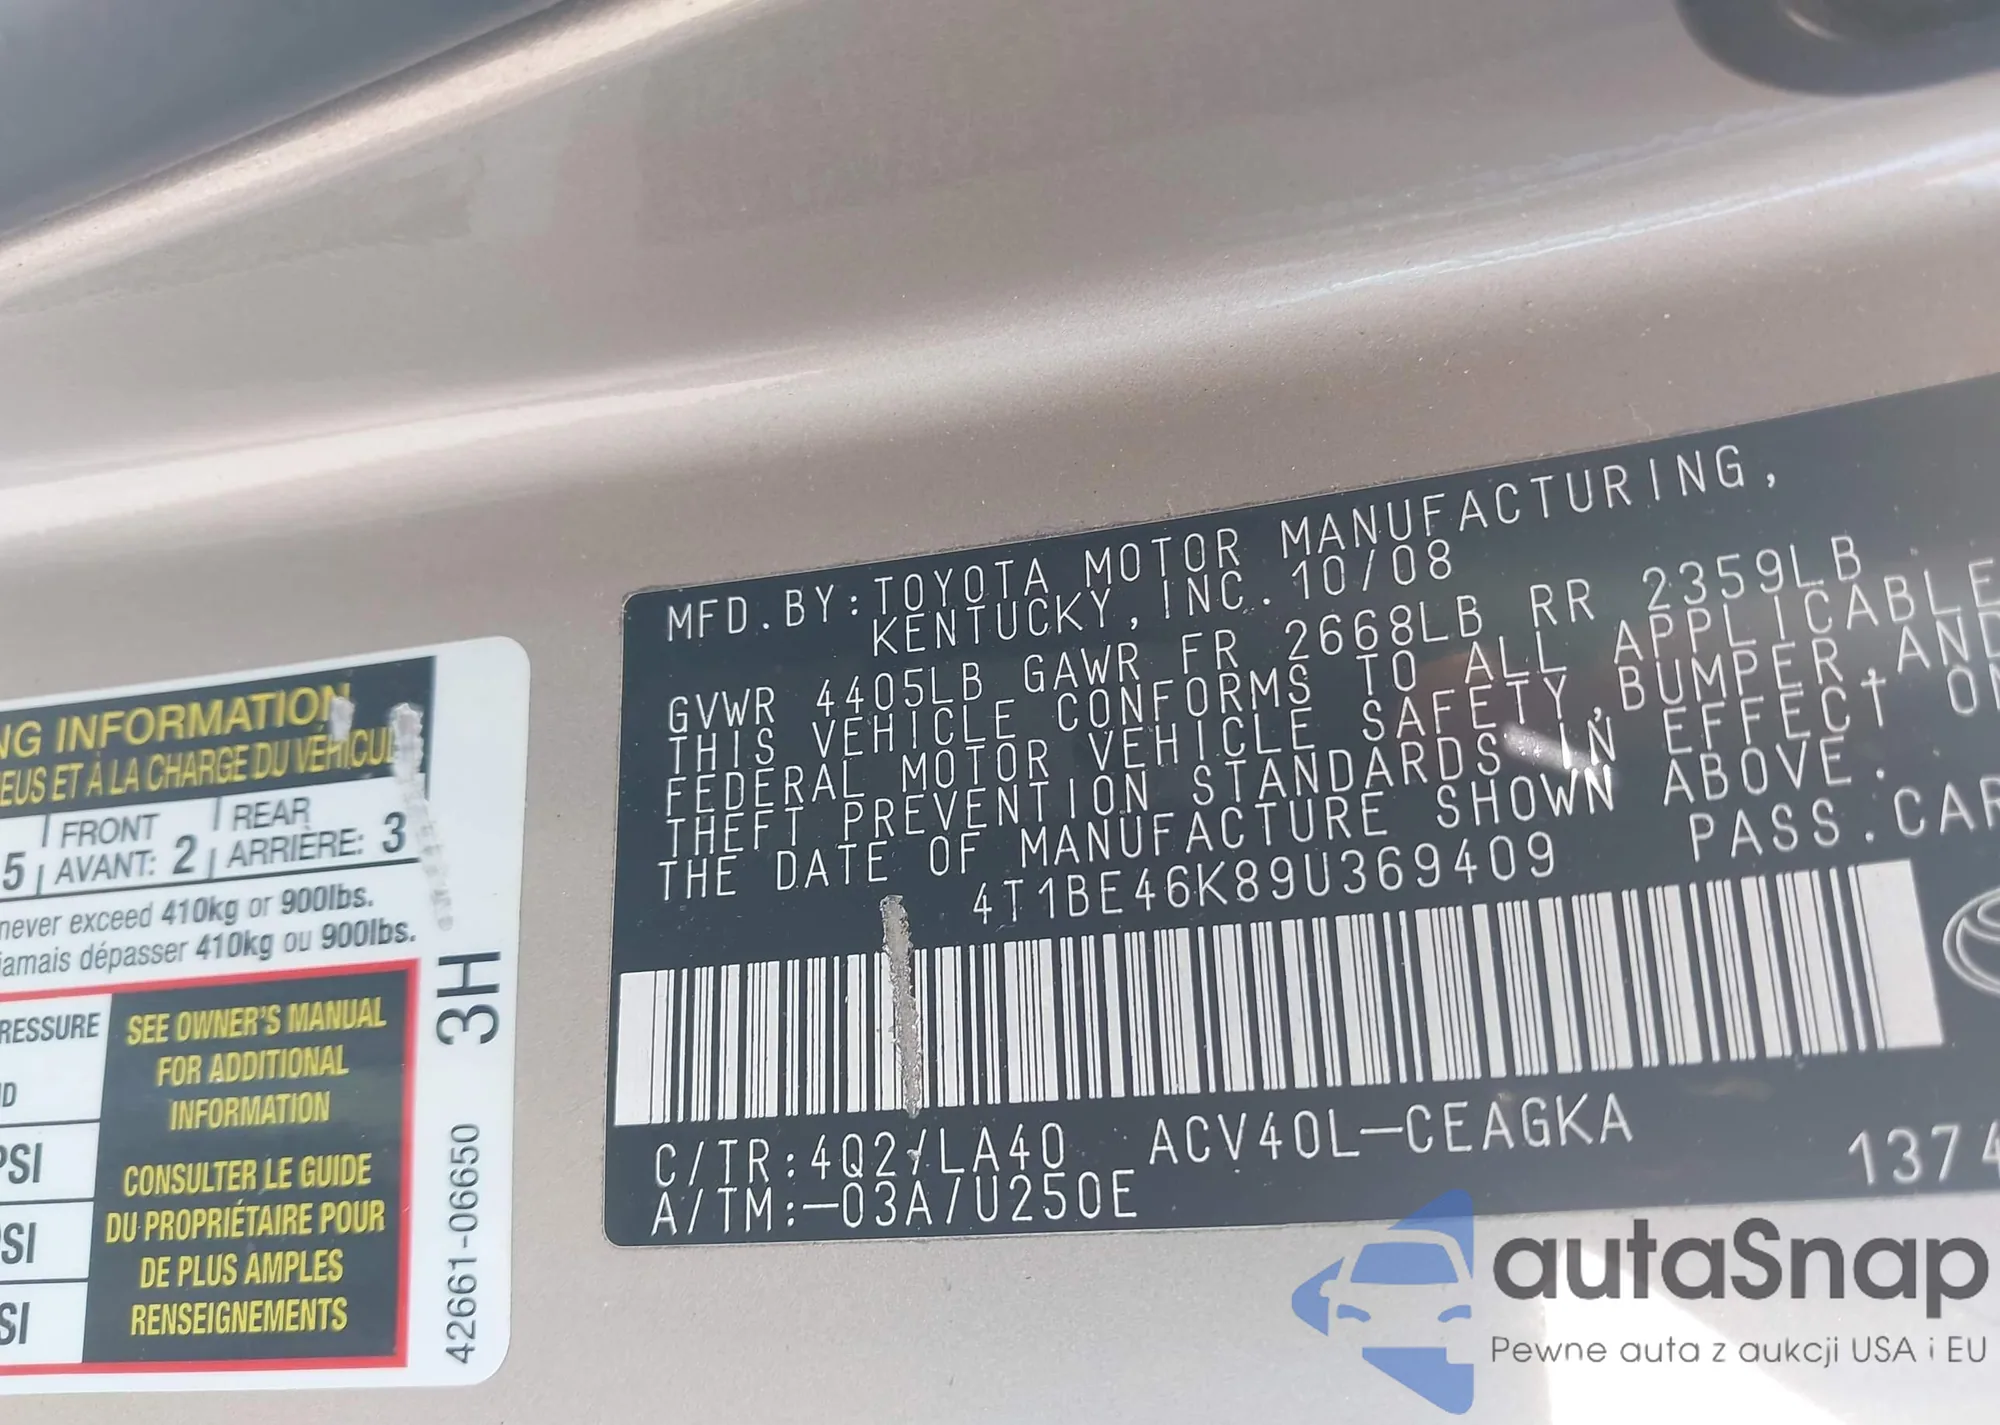 NG INFORMATION
EUS ET À LA CHARGE DU VÉHICUL
5 FRONT AVANT: 2 REAR ARRIÈRE: 3
never exceed 410kg or 900lbs.
jamais dépasser 410kg ou 900lbs.
RESSURE
PSI
SI
SI
SEE OWNER'S MANUAL
FOR ADDITIONAL
INFORMATION
CONSULTER LE GUIDE
DU PROPRIÉTAIRE POUR
DE PLUS AMPLES
RENSEIGNEMENTS
42661-06650 3H
MFD.BY:TOYOTA MOTOR MANUFACTURING,
KENTUCKY,INC.10/08
GVWR 4405LB GAWR FR 2668LB RR 2359LB
THIS VEHICLE CONFORMS TO ALL APPLICABLE
FEDERAL MOTOR VEHICLE SAFETY,BUMPER,AND
THEFT PREVENTION STANDARDS IN EFFECT ON
THE DATE OF MANUFACTURE SHOWN ABOVE.
4T1BE46K89U369409 PASS.CAR
C/TR:4Q2/LA40 ACV40L-CEAGKA
A/TM:-03A/U250E
1374
autaSnap
Pewne auta z aukcji USA i EU